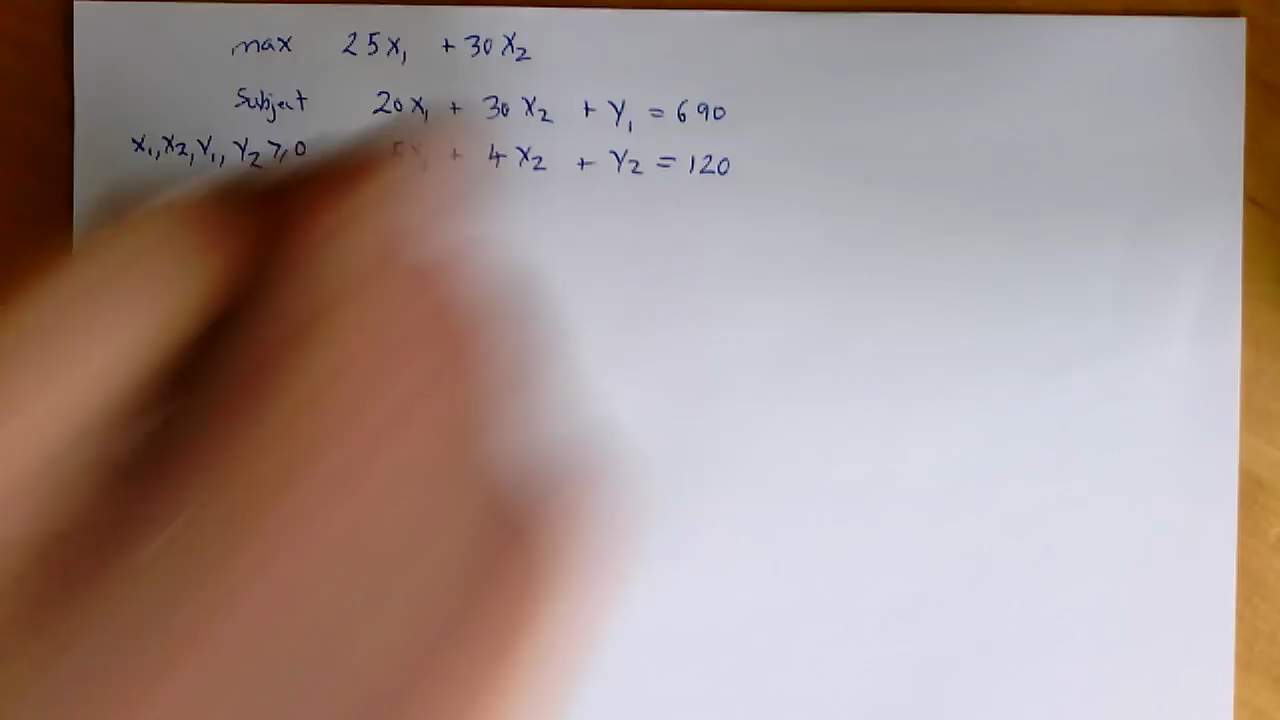 max 25x₁ + 30x₂
Subject 20x₁ + 30x₂ + y₁ = 690
x₁,x₂,y₁,y₂ ≥ 0 + 4x₂ + y₂ = 120